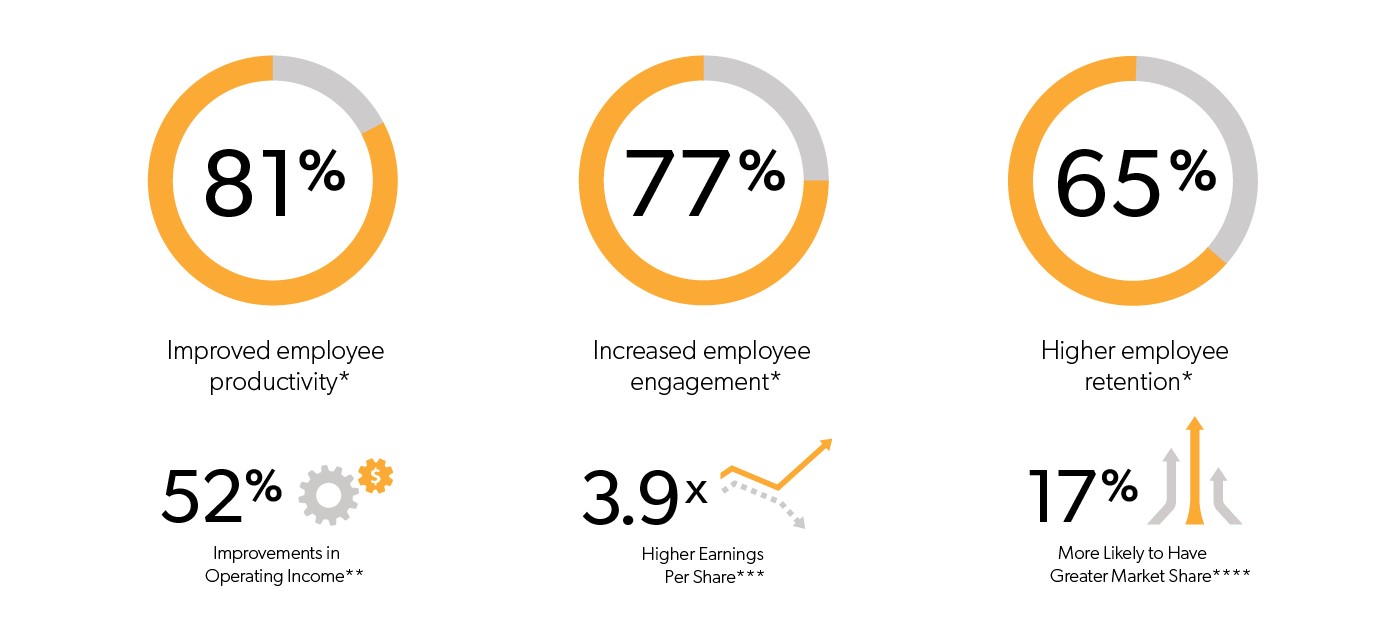 81%
77%
65%
Improved employee
productivity*
Increased employee
engagement*
Higher employee
retention*
52%
$
Improvements in
Operating Income**
3.9x
Higher Earnings
Per Share***
17%
More Likely to Have
Greater Market Share****